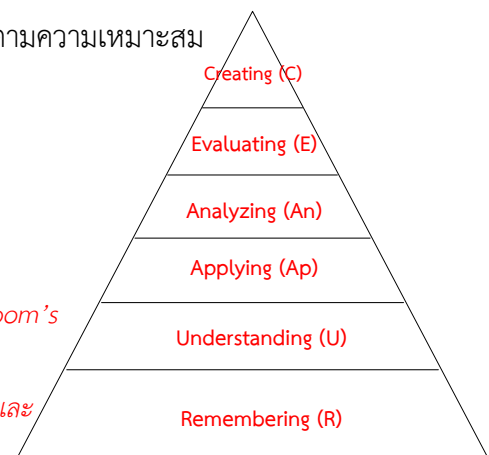 ตามความเหมาะสม
Creating (C)
Evaluating (E)
Analyzing (An)
Applying (Ap)
oom's
Understanding (U)
และ
Remembering (R)